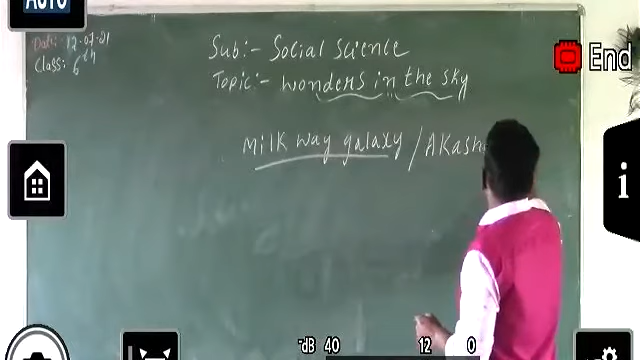 AUTO
Date:- 12-07-21
Class: 6th
Sub:- Social Science
Topic:- wonders in the sky
End
Milk way galaxy / AKash
i
-dB 40 12 0